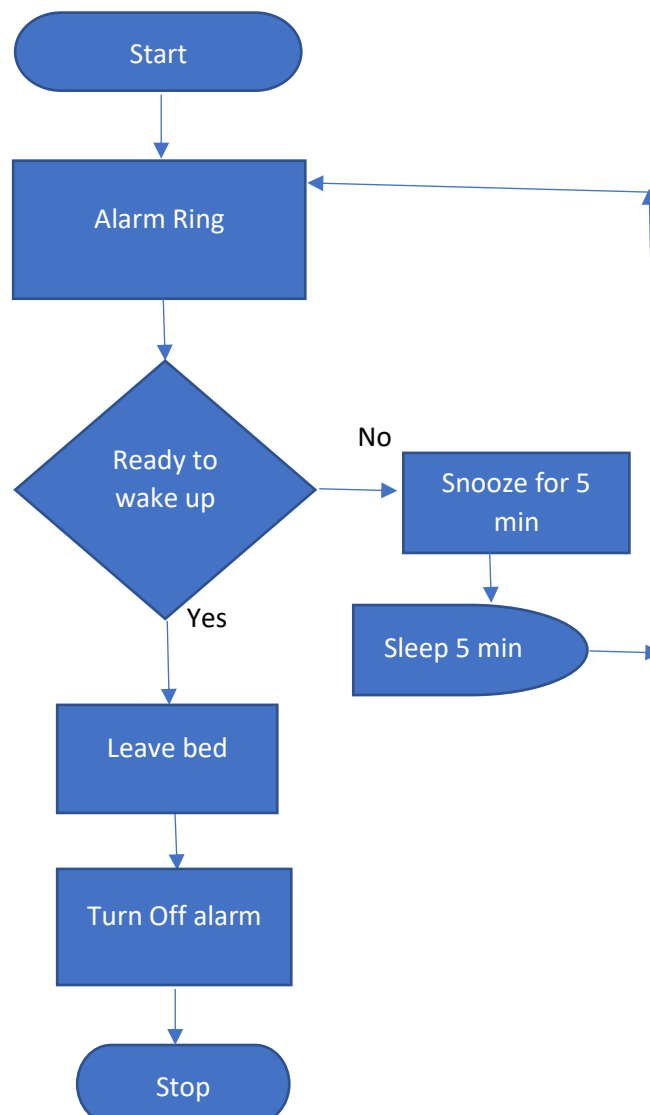 Start
Alarm Ring
Ready to
wake up
No
Snooze for 5
min
Yes
Sleep 5 min
Leave bed
Turn Off alarm
Stop